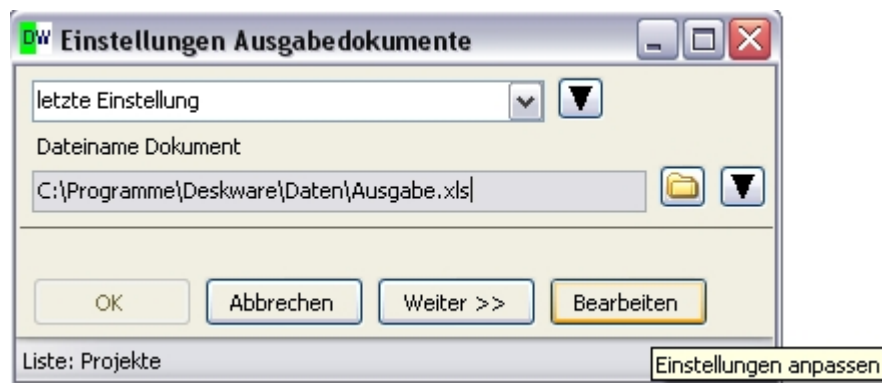 DW Einstellungen Ausgabedokumente
letzte Einstellung
Dateiname Dokument
C:\Programme\Deskware\Daten\Ausgabe.xls
OK Abbrechen Weiter >> Bearbeiten
Liste: Projekte
Einstellungen anpassen